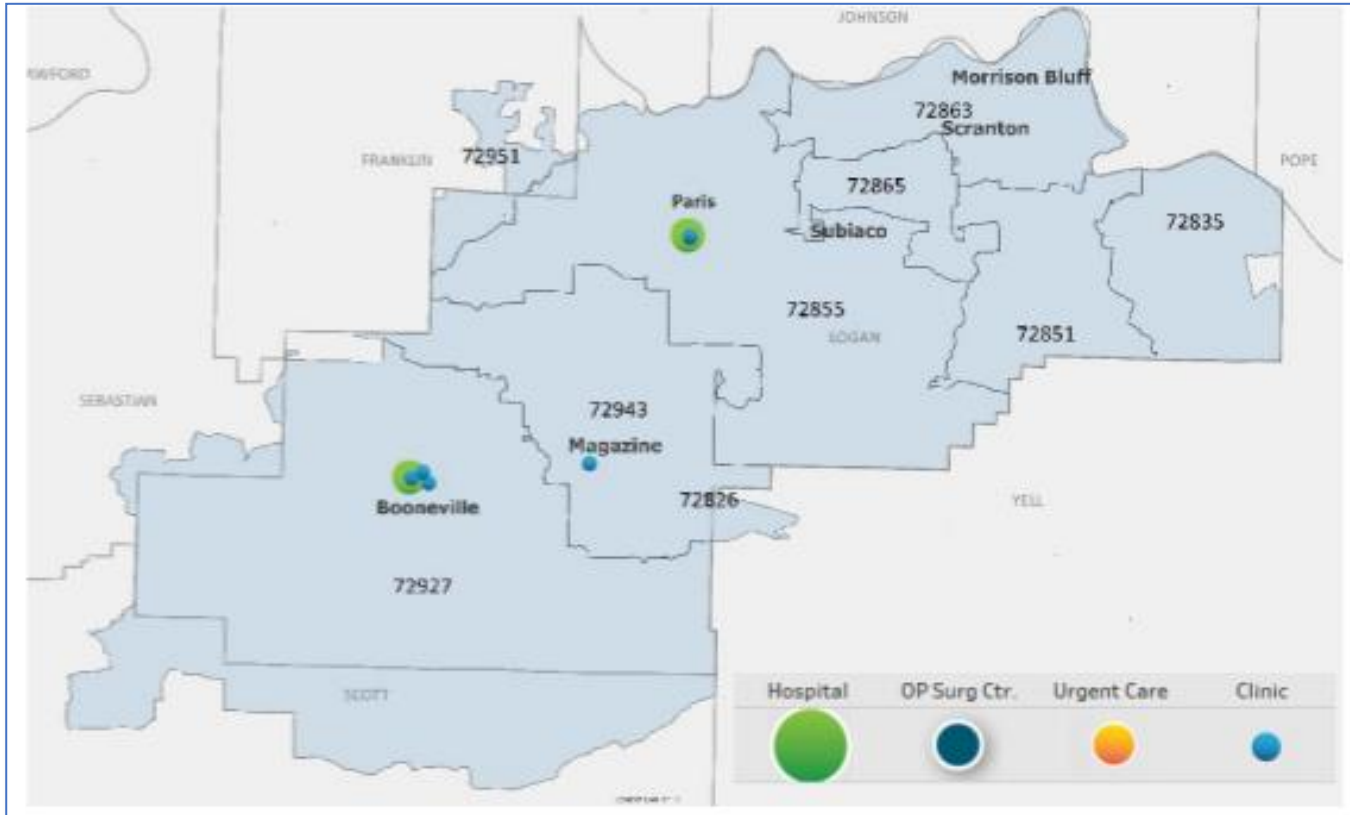 JOHNSON
Morrison Bluff
72863
Scranton
FRANKLIN
72951
POPE
72865
Paris
72835
Subiaco
72855
LOGAN
72851
SEBASTIAN
72943
Magazine
72826
YELL
Booneville
72927
SCOTT
Hospital OP Surg Ctr. Urgent Care Clinic